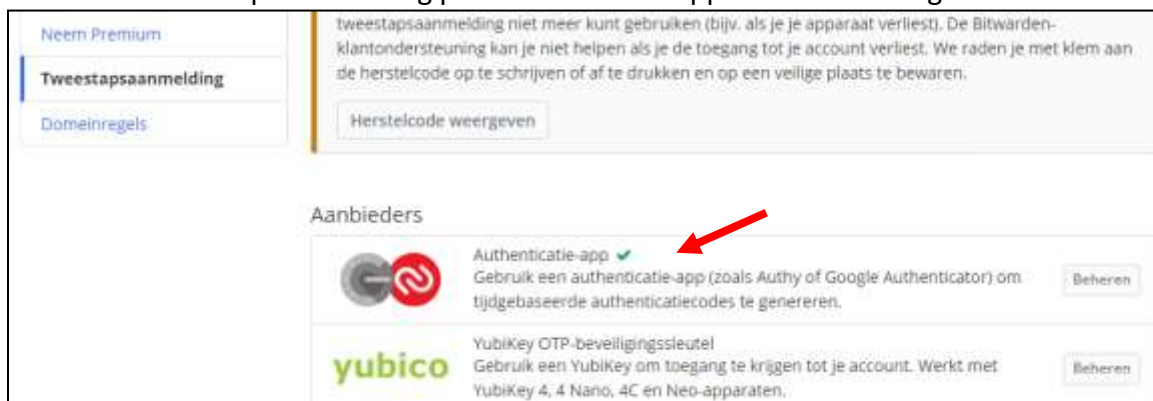 Neem Premium
Tweestapsaanmelding
Domeinregels
tweestapsaanmelding niet meer kunt gebruiken (bijv. als je je apparaat verliest). De Bitwarden-
klantondersteuning kan je niet helpen als de toegang tot je account verliest. We raden je met klem aan
de herstelcode op te schrijven of af te drukken en op een veilige plaats te bewaren.
Herstelcode weergeven
Aanbieders
Authenticatie-app
Gebruik een authenticatie-app (zoals Authy of Google Authenticator) om
tijdgebaseerde authenticatiecodes te genereren.
Beheren
yubico
YubiKey OTP-beveiligingssleutel
Gebruik een YubiKey om toegang te krijgen tot je account. Werkt met
YubiKey 4, 4 Nano, 4C en Neo-apparaten.
Beheren